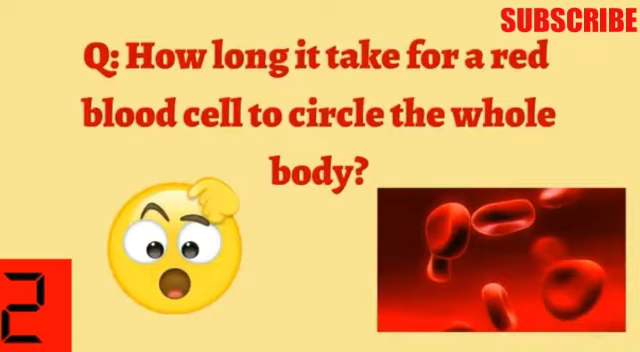 SUBSCRIBE
Q: How long it take for a red
blood cell to circle the whole
body?
2